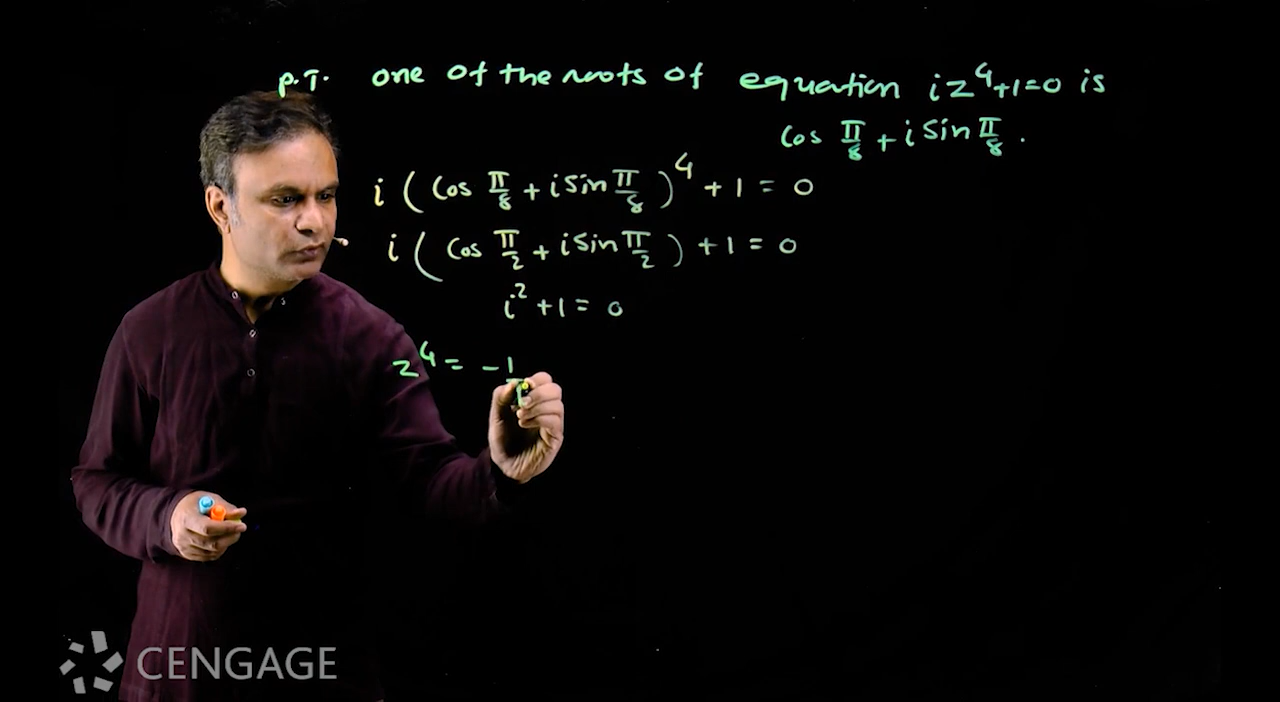 P.T. one of the roots of equation i z⁴+1=0 is
cos π/8 + i sin π/8 .
i ( cos π/8 + i sin π/8 )⁴ + 1 = 0
i ( cos π/2 + i sin π/2 ) + 1 = 0
i² + 1 = 0
z⁴ = -1
CENGAGE